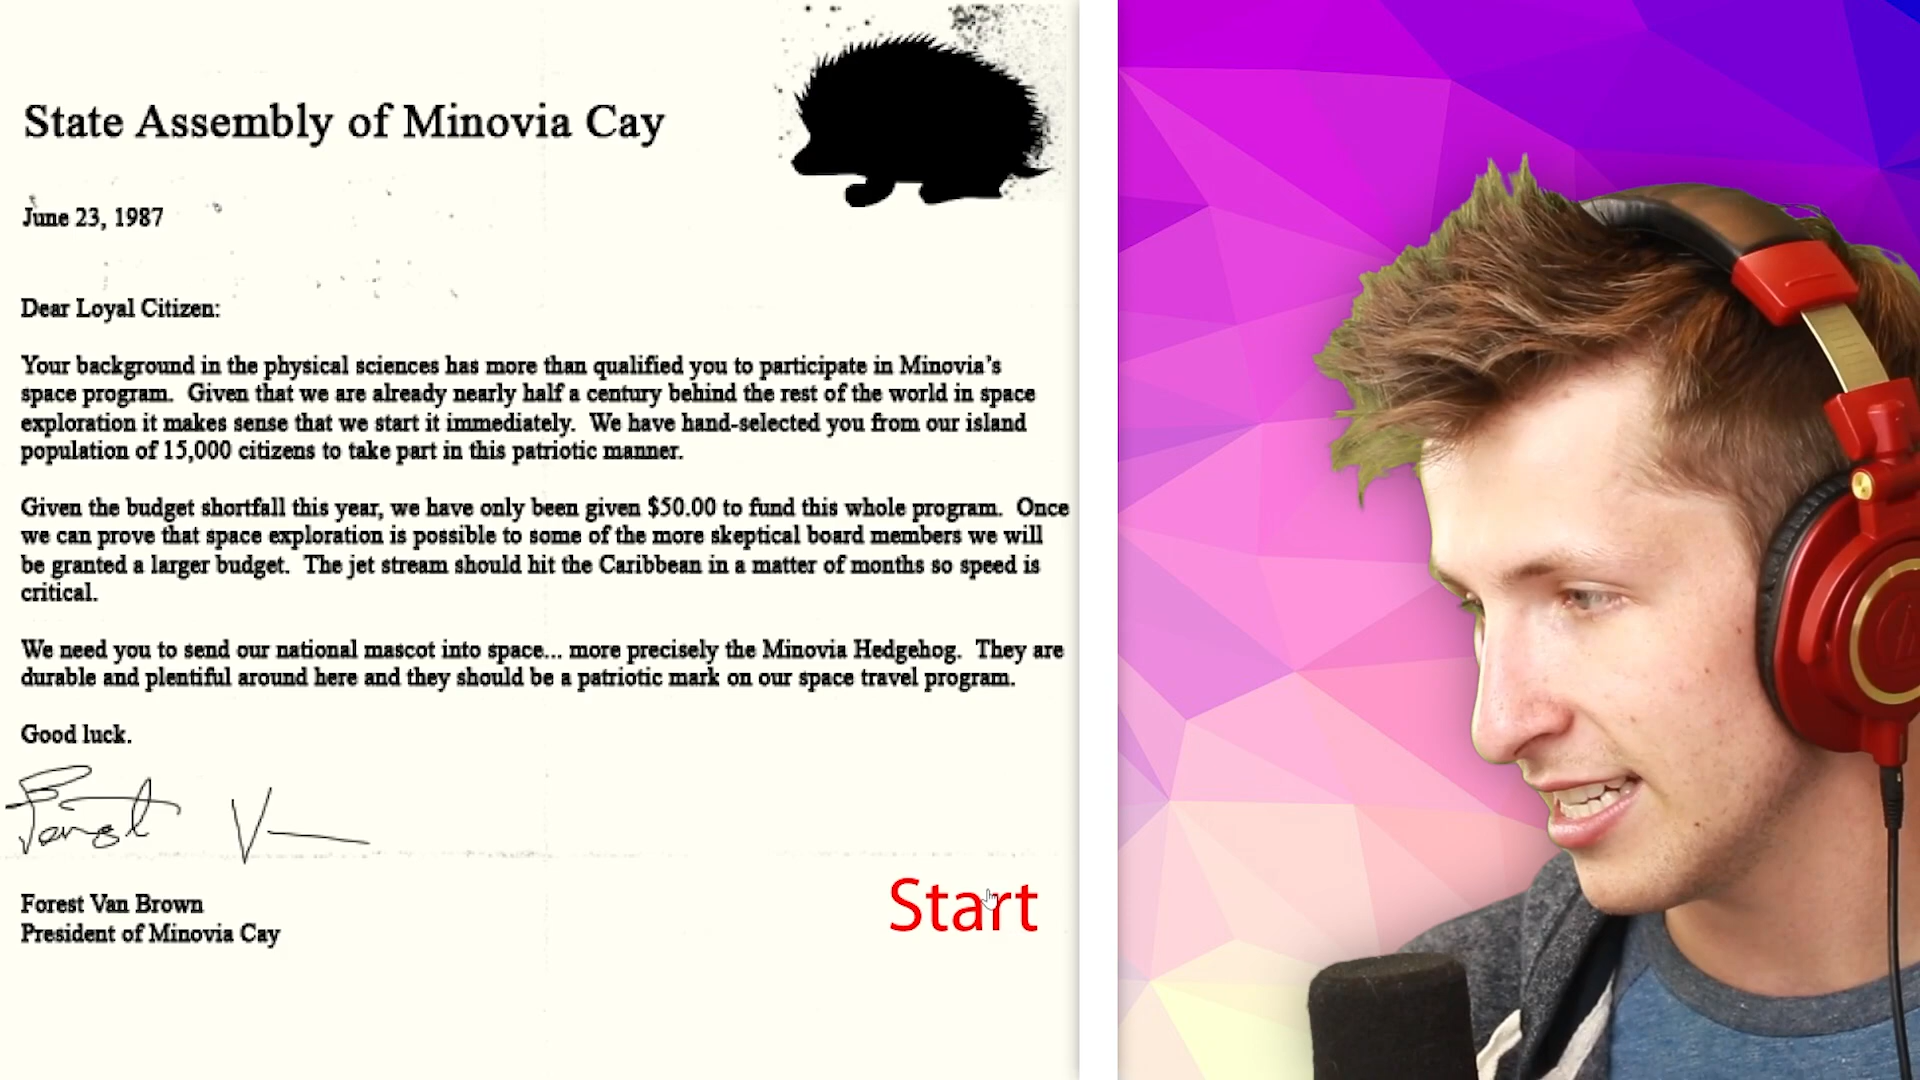 State Assembly of Minovia Cay
June 23, 1987
Dear Loyal Citizen:
Your background in the physical sciences has more than qualified you to participate in Minovia's
space program.  Given that we are already nearly half a century behind the rest of the world in space
exploration it makes sense that we start it immediately.  We have hand-selected you from our island
population of 15,000 citizens to take part in this patriotic manner.
Given the budget shortfall this year, we have only been given $50.00 to fund this whole program.  Once
we can prove that space exploration is possible to some of the more skeptical board members we will
be granted a larger budget.  The jet stream should hit the Caribbean in a matter of months so speed is
critical.
We need you to send our national mascot into space... more precisely the Minovia Hedgehog.  They are
durable and plentiful around here and they should be a patriotic mark on our space travel program.
Good luck.
Forest Van Brown
President of Minovia Cay
Start